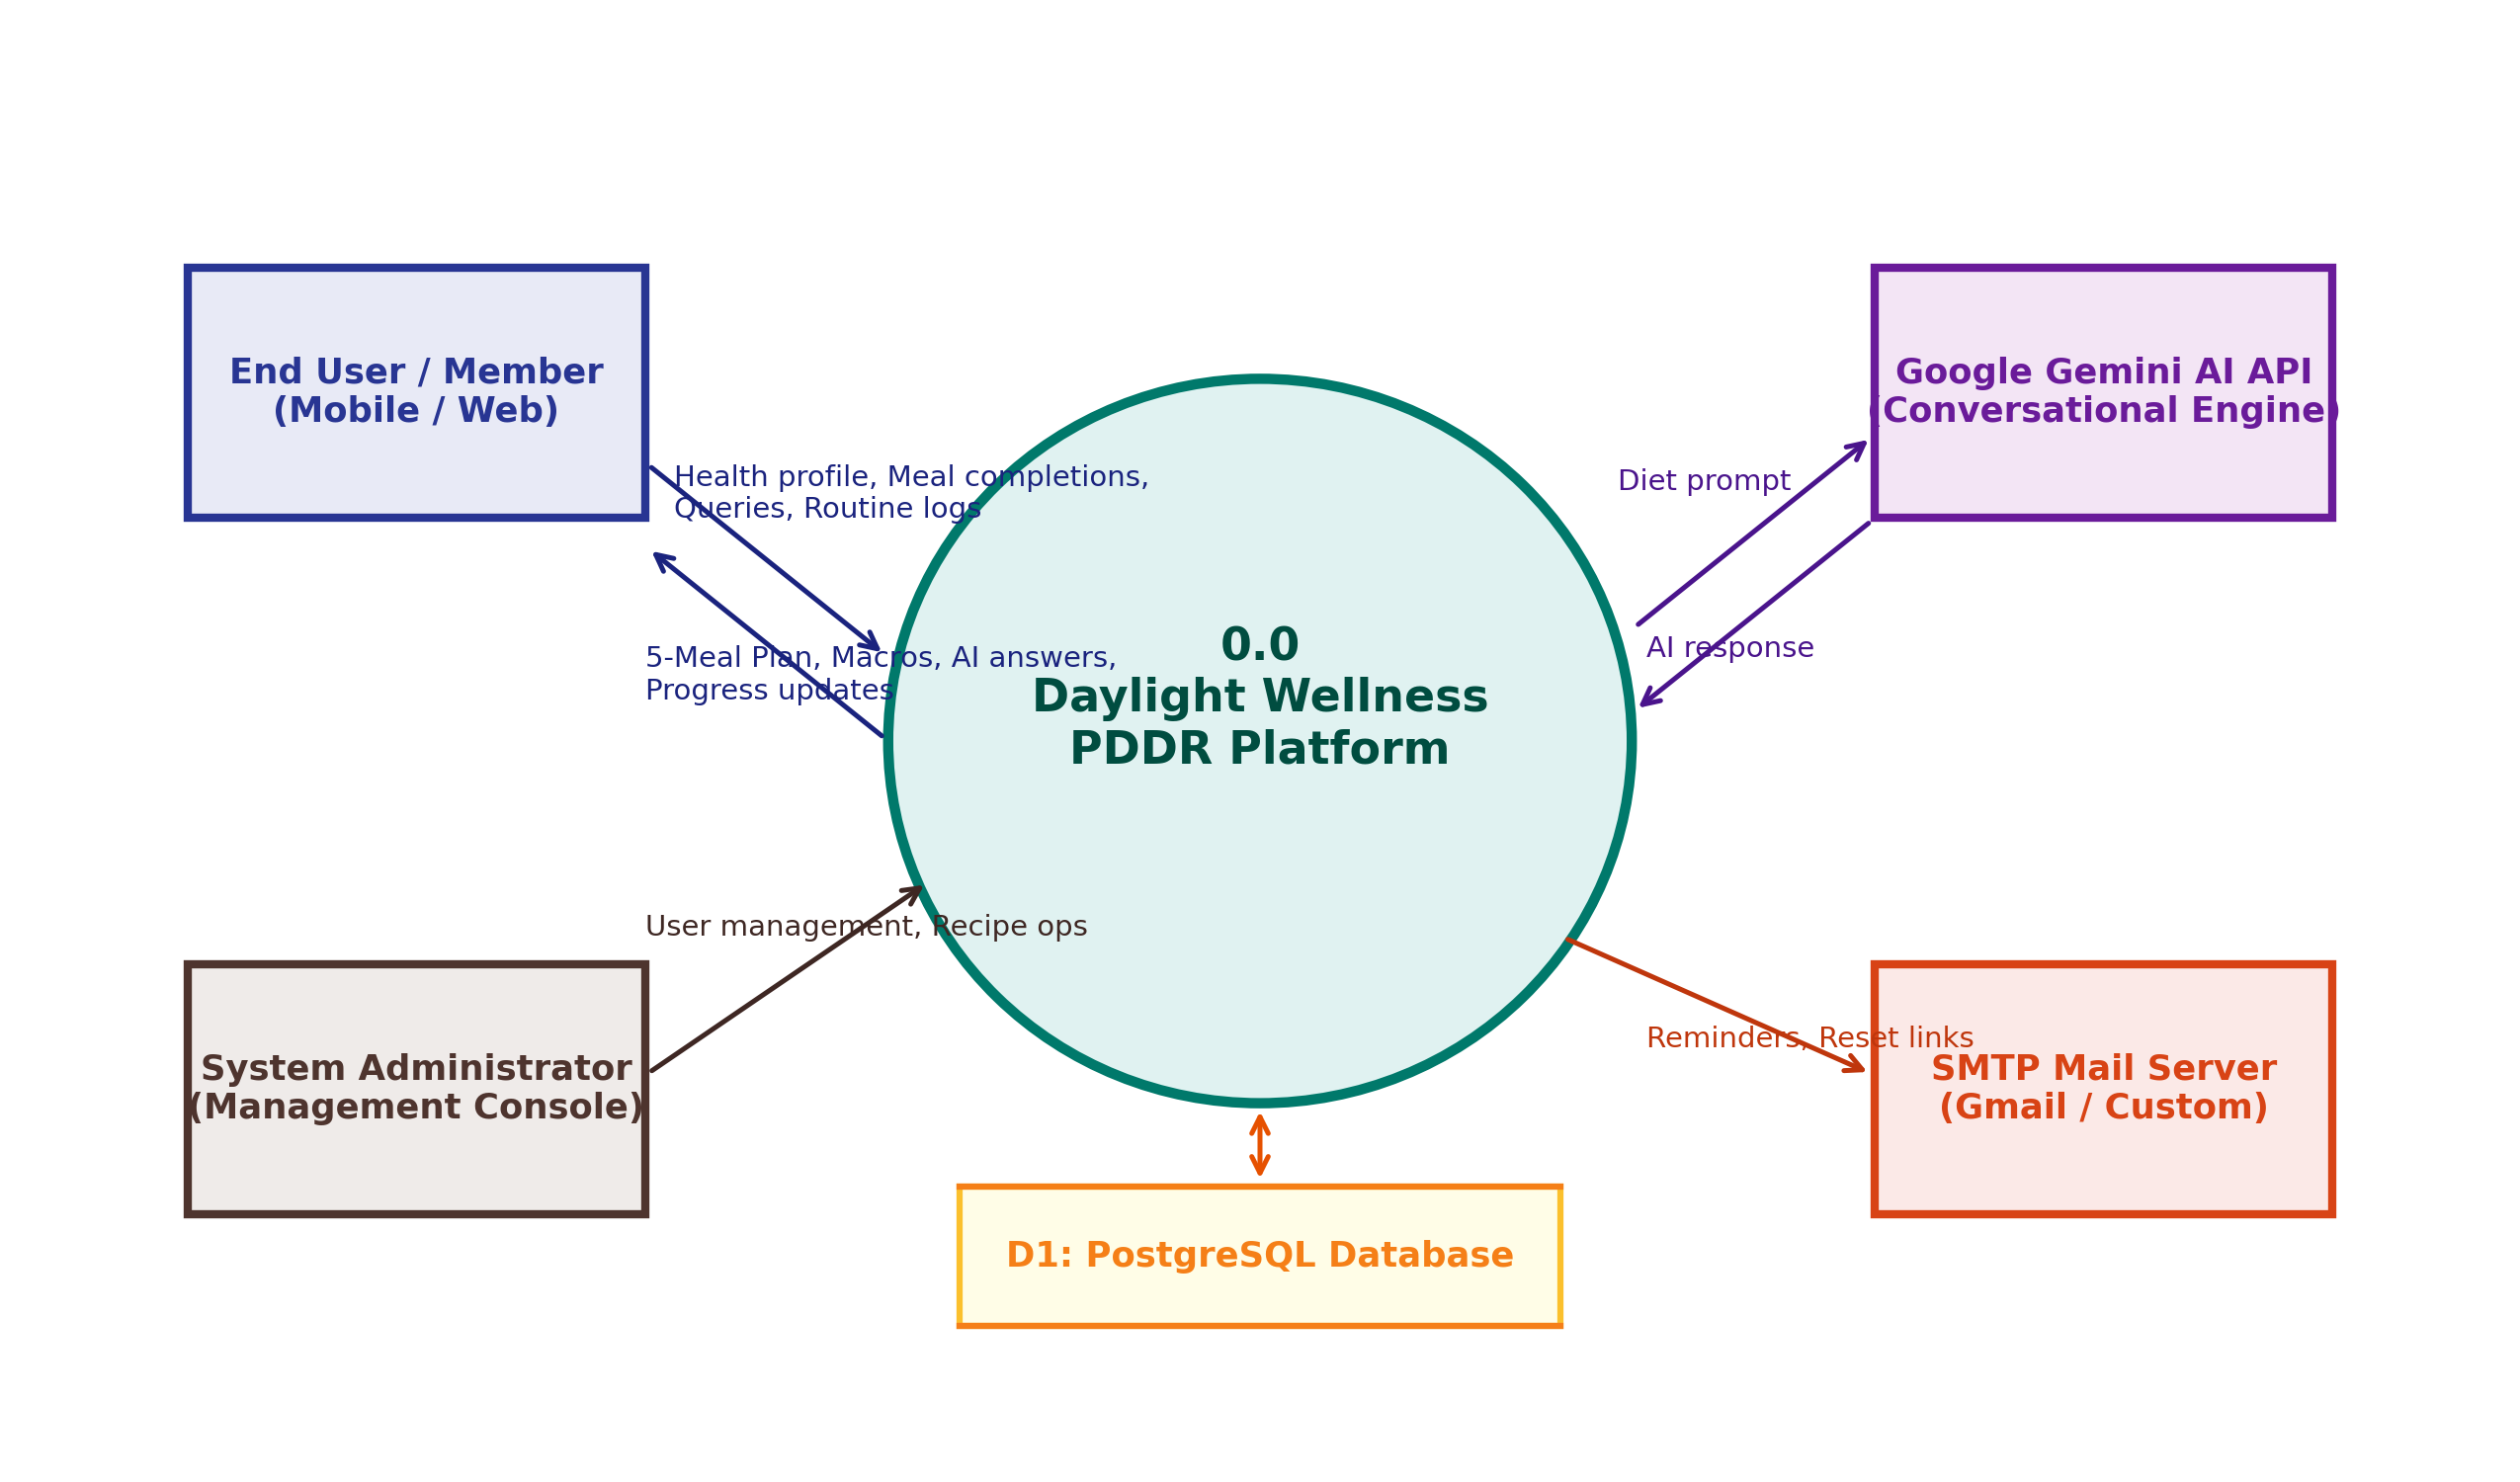 End User / Member
(Mobile / Web)
Google Gemini AI API
(Conversational Engine)
Health profile, Meal completions,
Queries, Routine logs
Diet prompt
5-Meal Plan, Macros, AI answers,
Progress updates
AI response
0.0
Daylight Wellness
PDDR Platform
User management, Recipe ops
Reminders, Reset links
System Administrator
(Management Console)
SMTP Mail Server
(Gmail / Custom)
D1: PostgreSQL Database